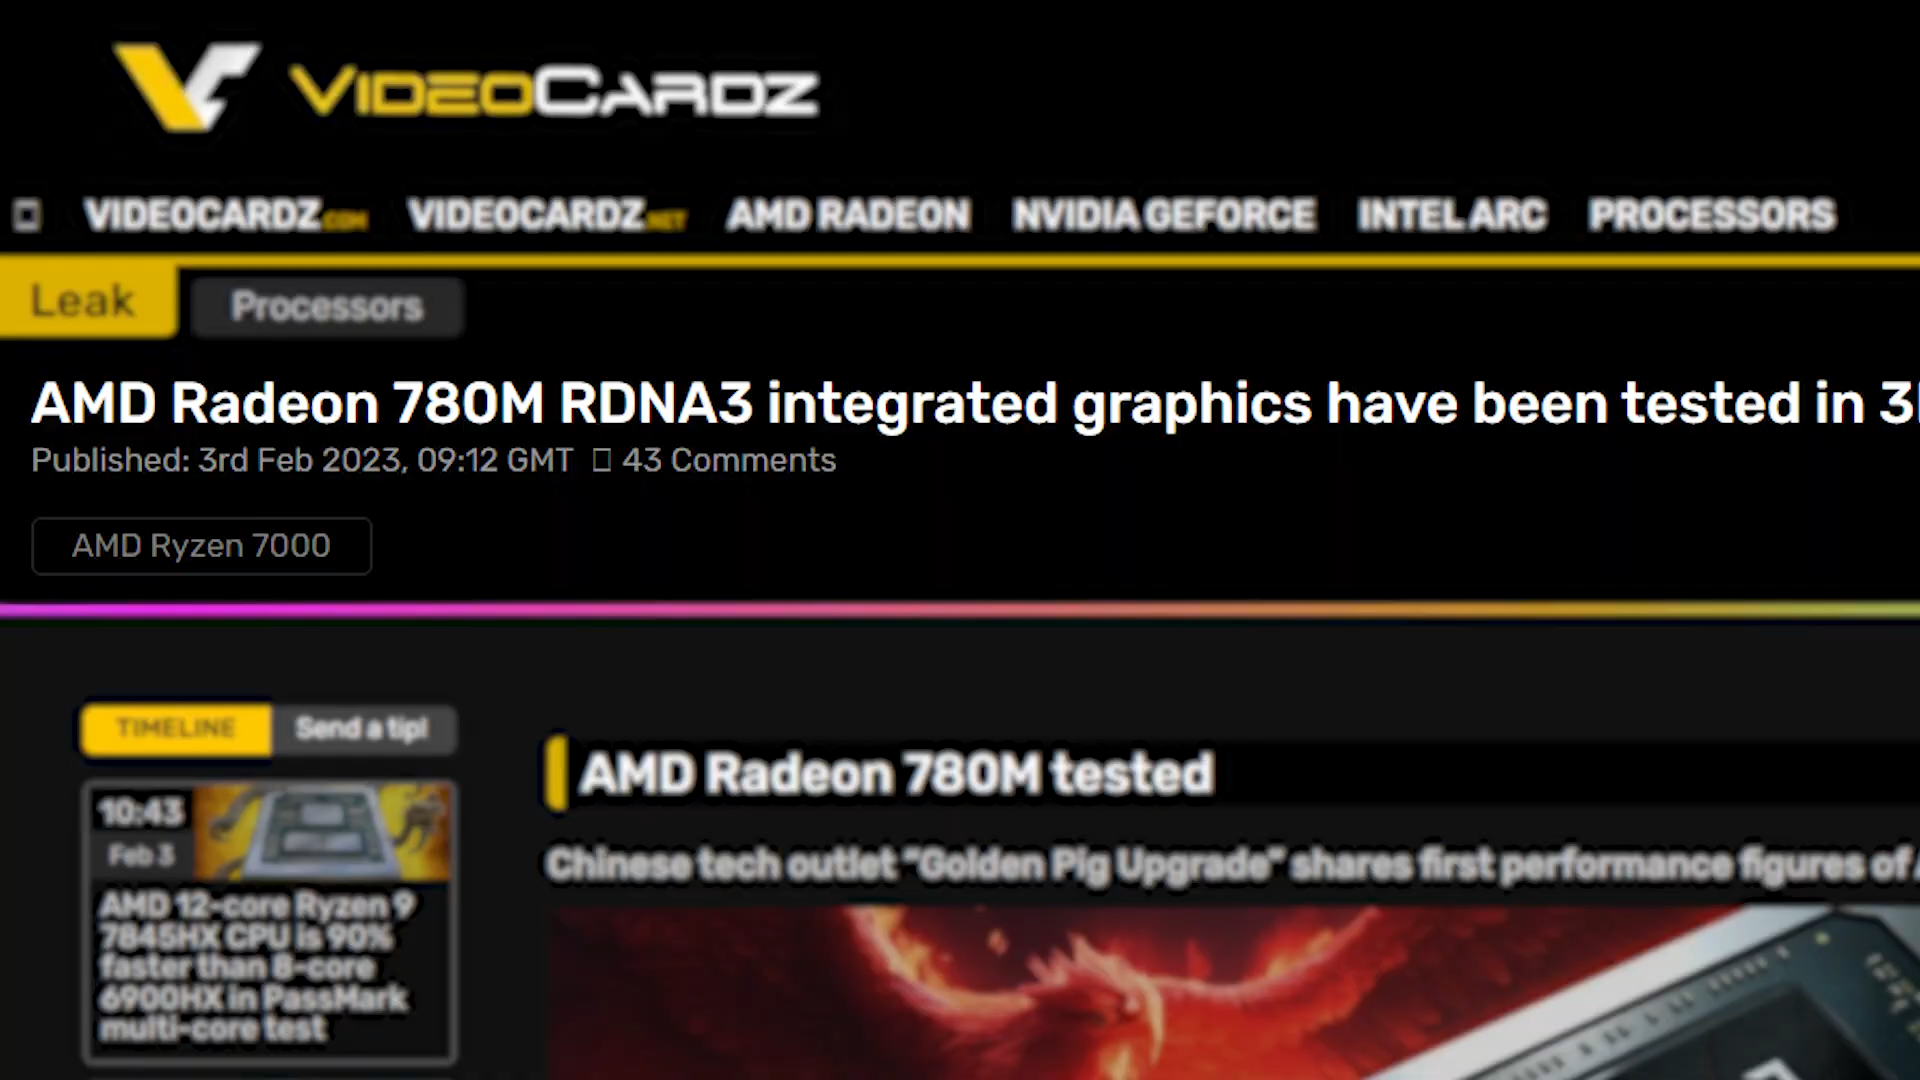 VIDEOCARDZ
VIDEOCARDZ.COM VIDEOCARDZ.NET AMD RADEON NVIDIA GEFORCE INTEL ARC PROCESSORS
Leak Processors
AMD Radeon 780M RDNA3 integrated graphics have been tested in
Published: 3rd Feb 2023, 09:12 GMT 43 Comments
AMD Ryzen 7000
TIMELINE Send a tip!
AMD Radeon 780M tested
10:43
Feb 3
Chinese tech outlet "Golden Pig Upgrade" shares first performance figures of
AMD 12-core Ryzen 9
7845HX CPU is 90%
faster than 8-core
6900HX in PassMark
multi-core test